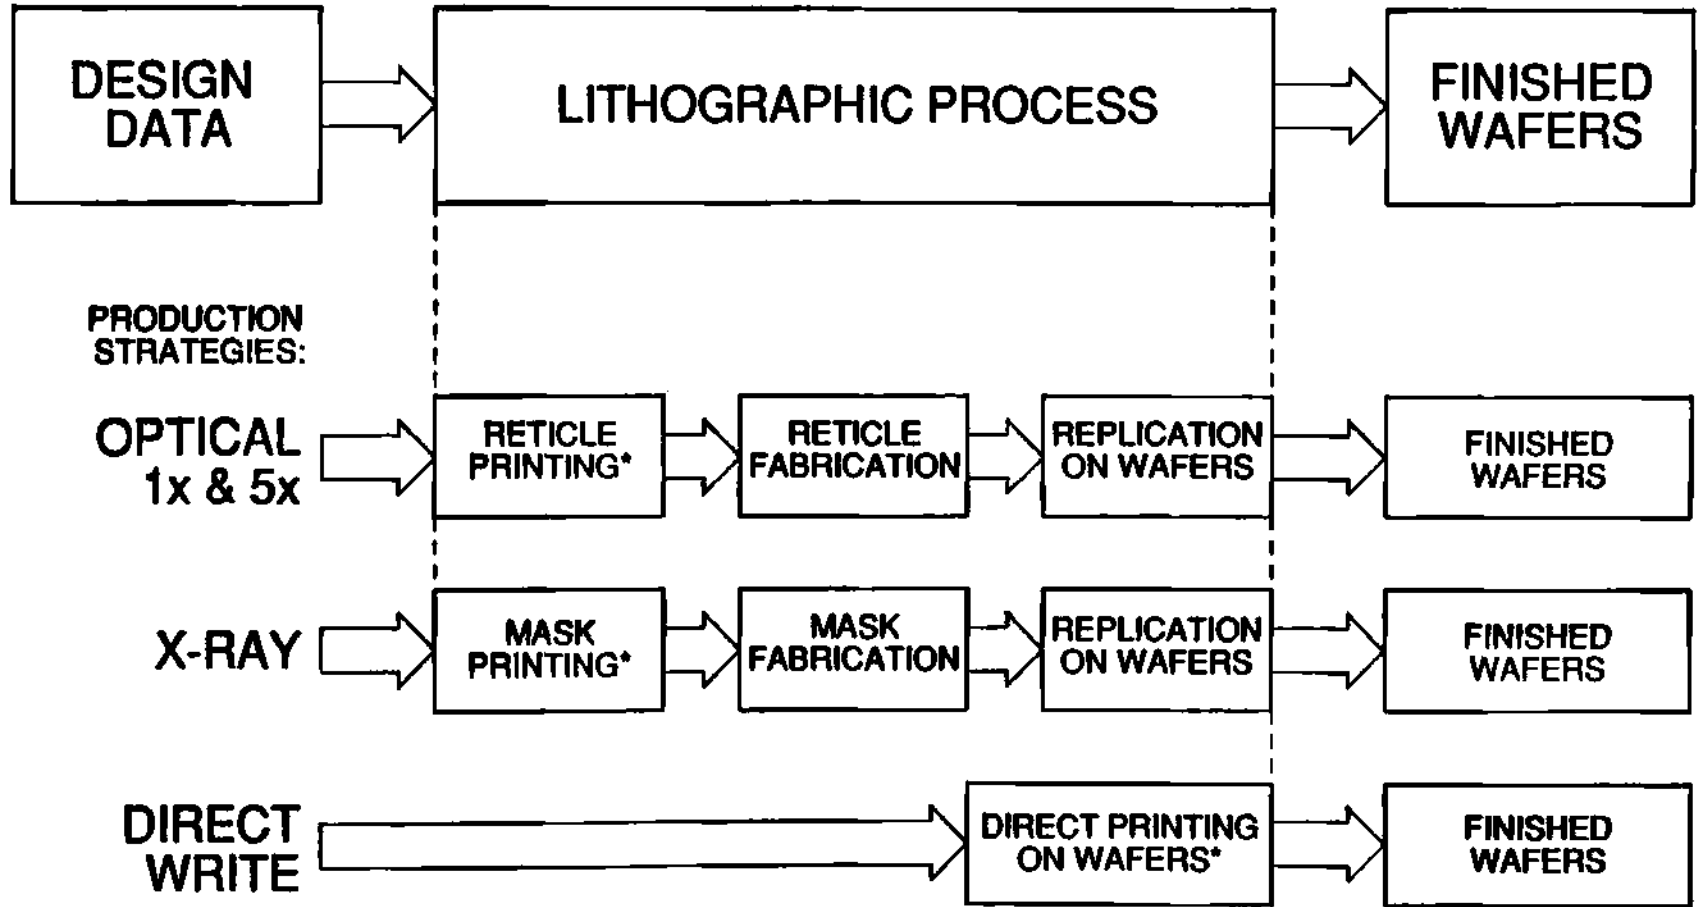 DESIGN
DATA
LITHOGRAPHIC PROCESS
FINISHED
WAFERS
PRODUCTION
STRATEGIES:
OPTICAL
1x & 5x
RETICLE
PRINTING*
RETICLE
FABRICATION
REPLICATION
ON WAFERS
FINISHED
WAFERS
X-RAY
MASK
PRINTING*
MASK
FABRICATION
REPLICATION
ON WAFERS
FINISHED
WAFERS
DIRECT
WRITE
DIRECT PRINTING
ON WAFERS*
FINISHED
WAFERS